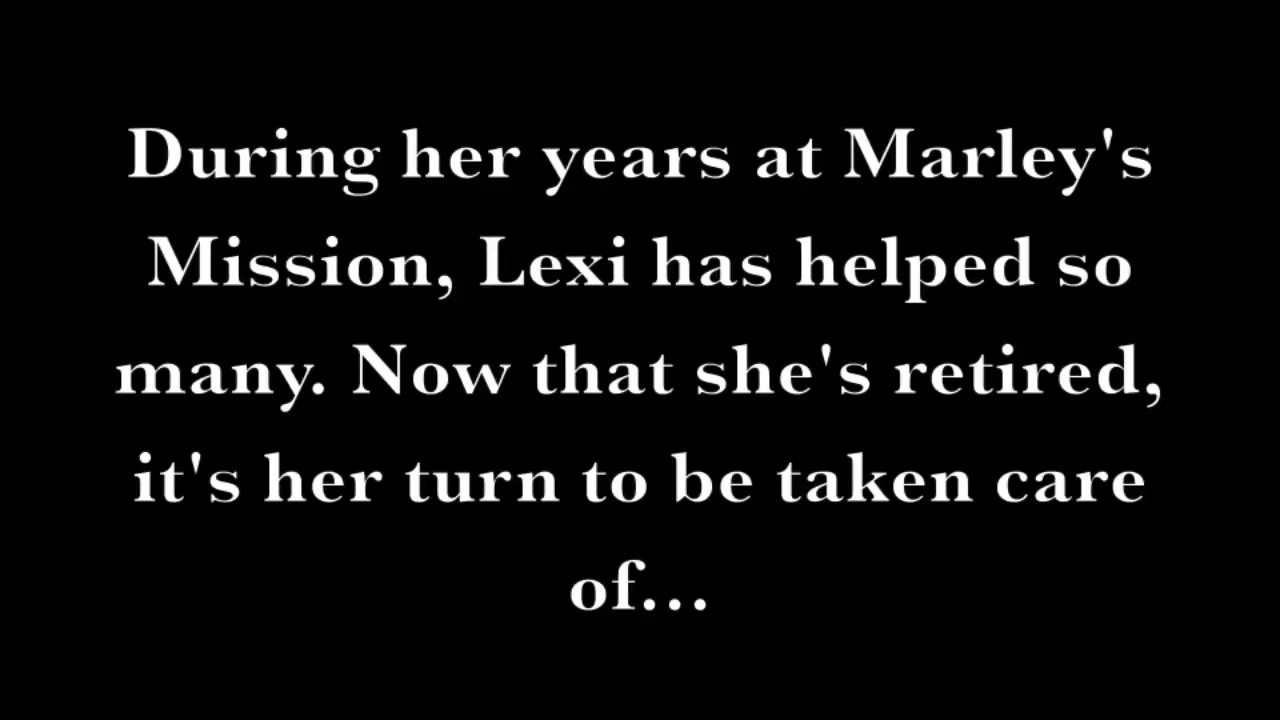 During her years at Marley's
Mission, Lexi has helped so
many. Now that she's retired,
it's her turn to be taken care
of...